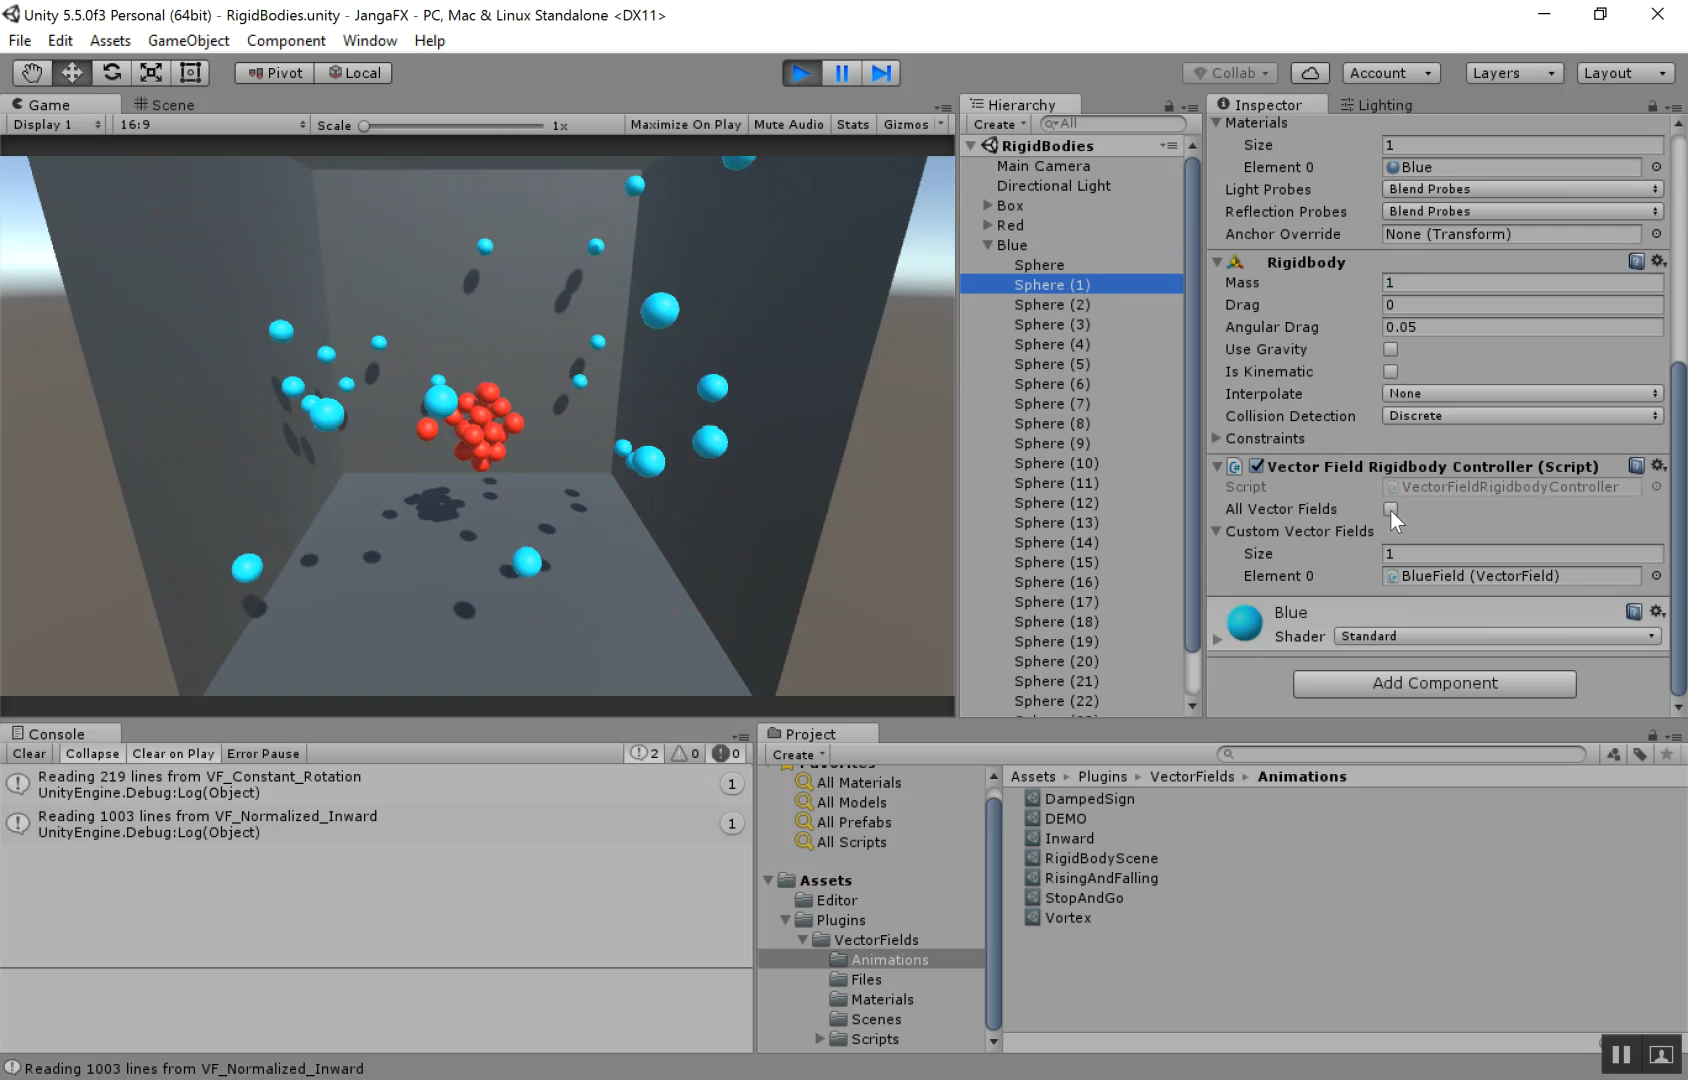 Unity 5.5.0f3 Personal (64bit) - RigidBodies.unity - JangaFX - PC, Mac & Linux Standalone <DX11>
File Edit Assets GameObject Component Window Help
Pivot Local Collab Account Layers Layout
Game Scene
Display 1 16:9 Scale 1x Maximize On Play Mute Audio Stats Gizmos
Hierarchy
Create All
RigidBodies
Main Camera
Directional Light
Box
Red
Blue
Sphere
Sphere (1)
Sphere (2)
Sphere (3)
Sphere (4)
Sphere (5)
Sphere (6)
Sphere (7)
Sphere (8)
Sphere (9)
Sphere (10)
Sphere (11)
Sphere (12)
Sphere (13)
Sphere (14)
Sphere (15)
Sphere (16)
Sphere (17)
Sphere (18)
Sphere (19)
Sphere (20)
Sphere (21)
Sphere (22)
Inspector Lighting
Materials
Size 1
Element 0 Blue
Light Probes Blend Probes
Reflection Probes Blend Probes
Anchor Override None (Transform)
Rigidbody
Mass 1
Drag 0
Angular Drag 0.05
Use Gravity
Is Kinematic
Interpolate None
Collision Detection Discrete
Constraints
Vector Field Rigidbody Controller (Script)
Script VectorFieldRigidbodyController
All Vector Fields
Custom Vector Fields
Size 1
Element 0 BlueField (VectorField)
Blue
Shader Standard
Add Component
Console
Clear Collapse Clear on Play Error Pause 2 0 0
Reading 219 lines from VF_Constant_Rotation
UnityEngine.Debug:Log(Object)
1
Reading 1003 lines from VF_Normalized_Inward
UnityEngine.Debug:Log(Object)
1
Project
Create
Favorites
All Materials
All Models
All Prefabs
All Scripts
Assets
Editor
Plugins
VectorFields
Animations
Files
Materials
Scenes
Scripts
Assets Plugins VectorFields Animations
DampedSign
DEMO
Inward
RigidBodyScene
RisingAndFalling
StopAndGo
Vortex
Reading 1003 lines from VF_Normalized_Inward